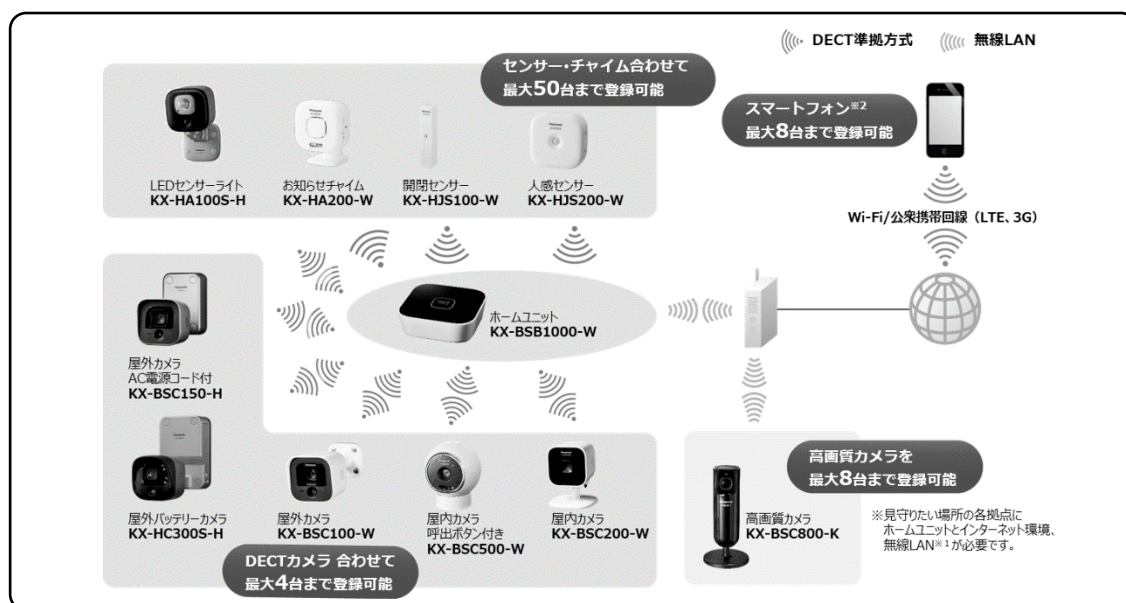 DECT準拠方式 無線LAN
センサー・チャイム合わせて
最大50台まで登録可能
スマートフォン※2
最大8台まで登録可能
LEDセンサーライト
KX-HA100S-H
お知らせチャイム
KX-HA200-W
開閉センサー
KX-HJS100-W
人感センサー
KX-HJS200-W
Wi-Fi/公衆携帯回線（LTE、3G）
ホームユニット
KX-BSB1000-W
屋外カメラ
AC電源コード付
KX-BSC150-H
屋外バッテリーカメラ
KX-HC300S-H
屋外カメラ
KX-BSC100-W
屋内カメラ
呼出ボタン付き
KX-BSC500-W
屋内カメラ
KX-BSC200-W
DECTカメラ 合わせて
最大4台まで登録可能
高画質カメラ
KX-BSC800-K
高画質カメラを
最大8台まで登録可能
※見守りたい場所の各拠点に
ホームユニットとインターネット環境、
無線LAN※1が必要です。